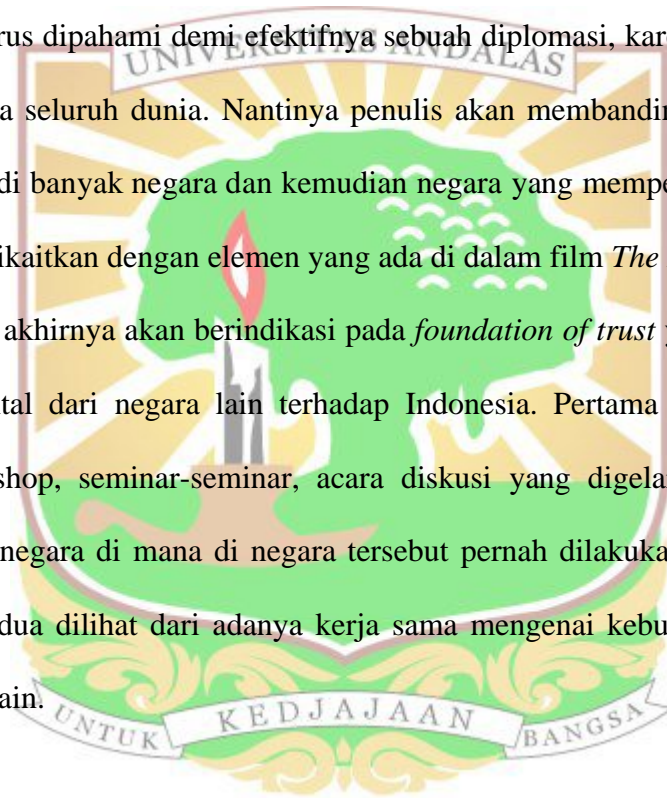 rus dipahami demi efektifnya sebuah diplomasi, kar
UNIVERSITAS ANDALAS
a seluruh dunia. Nantinya penulis akan membandin
di banyak negara dan kemudian negara yang mempe
ikaitkan dengan elemen yang ada di dalam film The
akhirnya akan berindikasi pada foundation of trust y
tal dari negara lain terhadap Indonesia. Pertama
shop, seminar-seminar, acara diskusi yang digela
negara di mana di negara tersebut pernah dilakuka
dua dilihat dari adanya kerja sama mengenai kebu
ain.
UNTUK KEDJAJAAN BANGSA